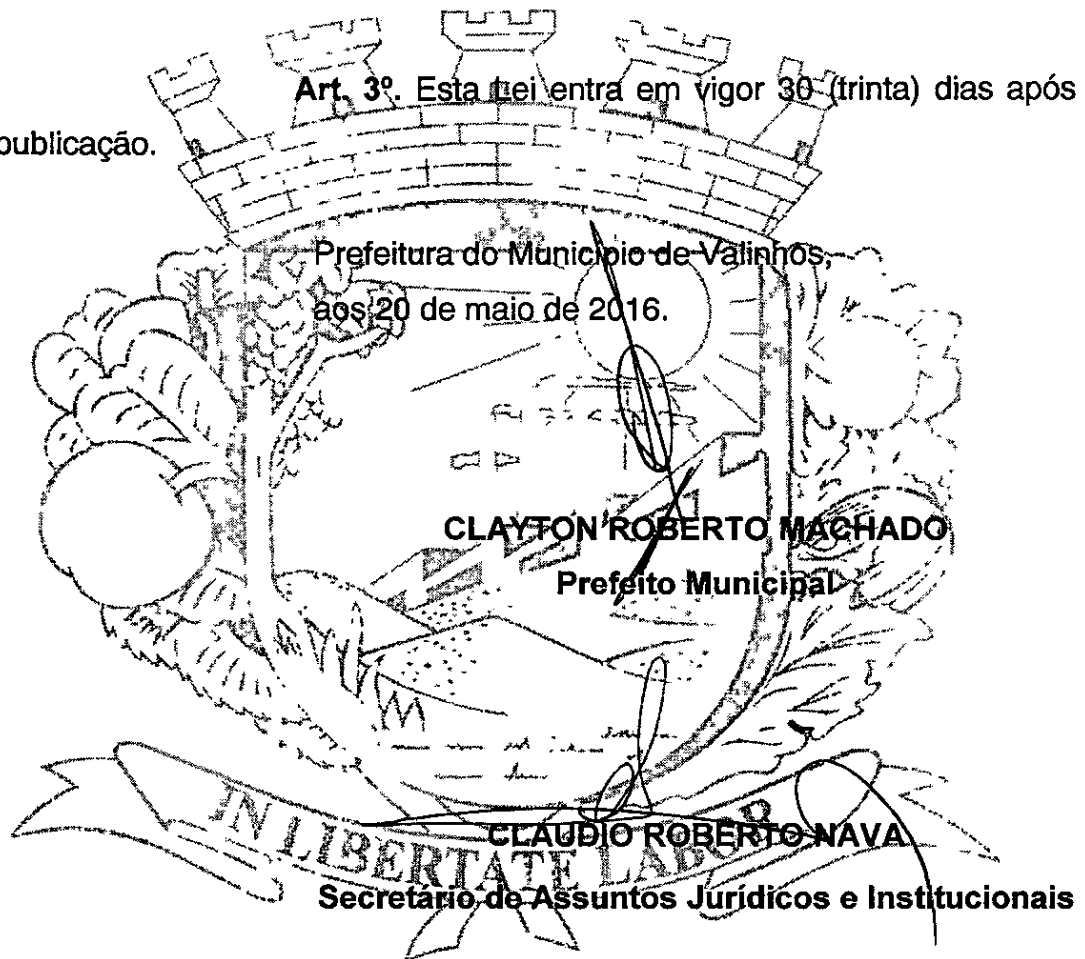 Art. 3º. Esta Lei entra em vigor 30 (trinta) dias após
publicação.
Prefeitura do Município de Valinhos,
aos 20 de maio de 2016.
CLAYTON ROBERTO MACHADO
Prefeito Municipal
CLAUDIO ROBERTO NAVA
IN LIBERTATE LABOR
Secretário de Assuntos Jurídicos e Institucionais